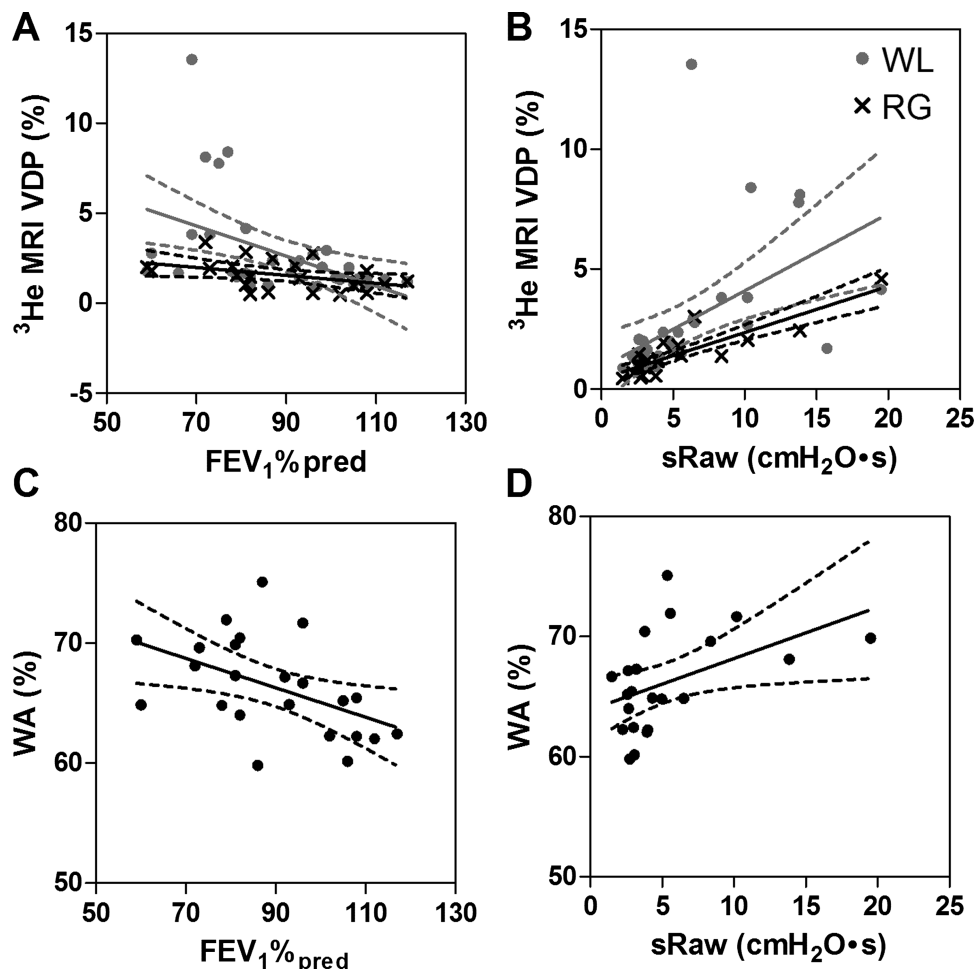 A
15
10
5
0
-5
50 70 90 110 130
³He MRI VDP (%)
FEV₁%pred
B
15
10
5
0
0 5 10 15 20 25
³He MRI VDP (%)
sRaw (cmH₂O•s)
WL
RG
C
80
70
60
50
50 70 90 110 130
WA (%)
FEV₁%pred
D
80
70
60
50
0 5 10 15 20 25
WA (%)
sRaw (cmH₂O•s)